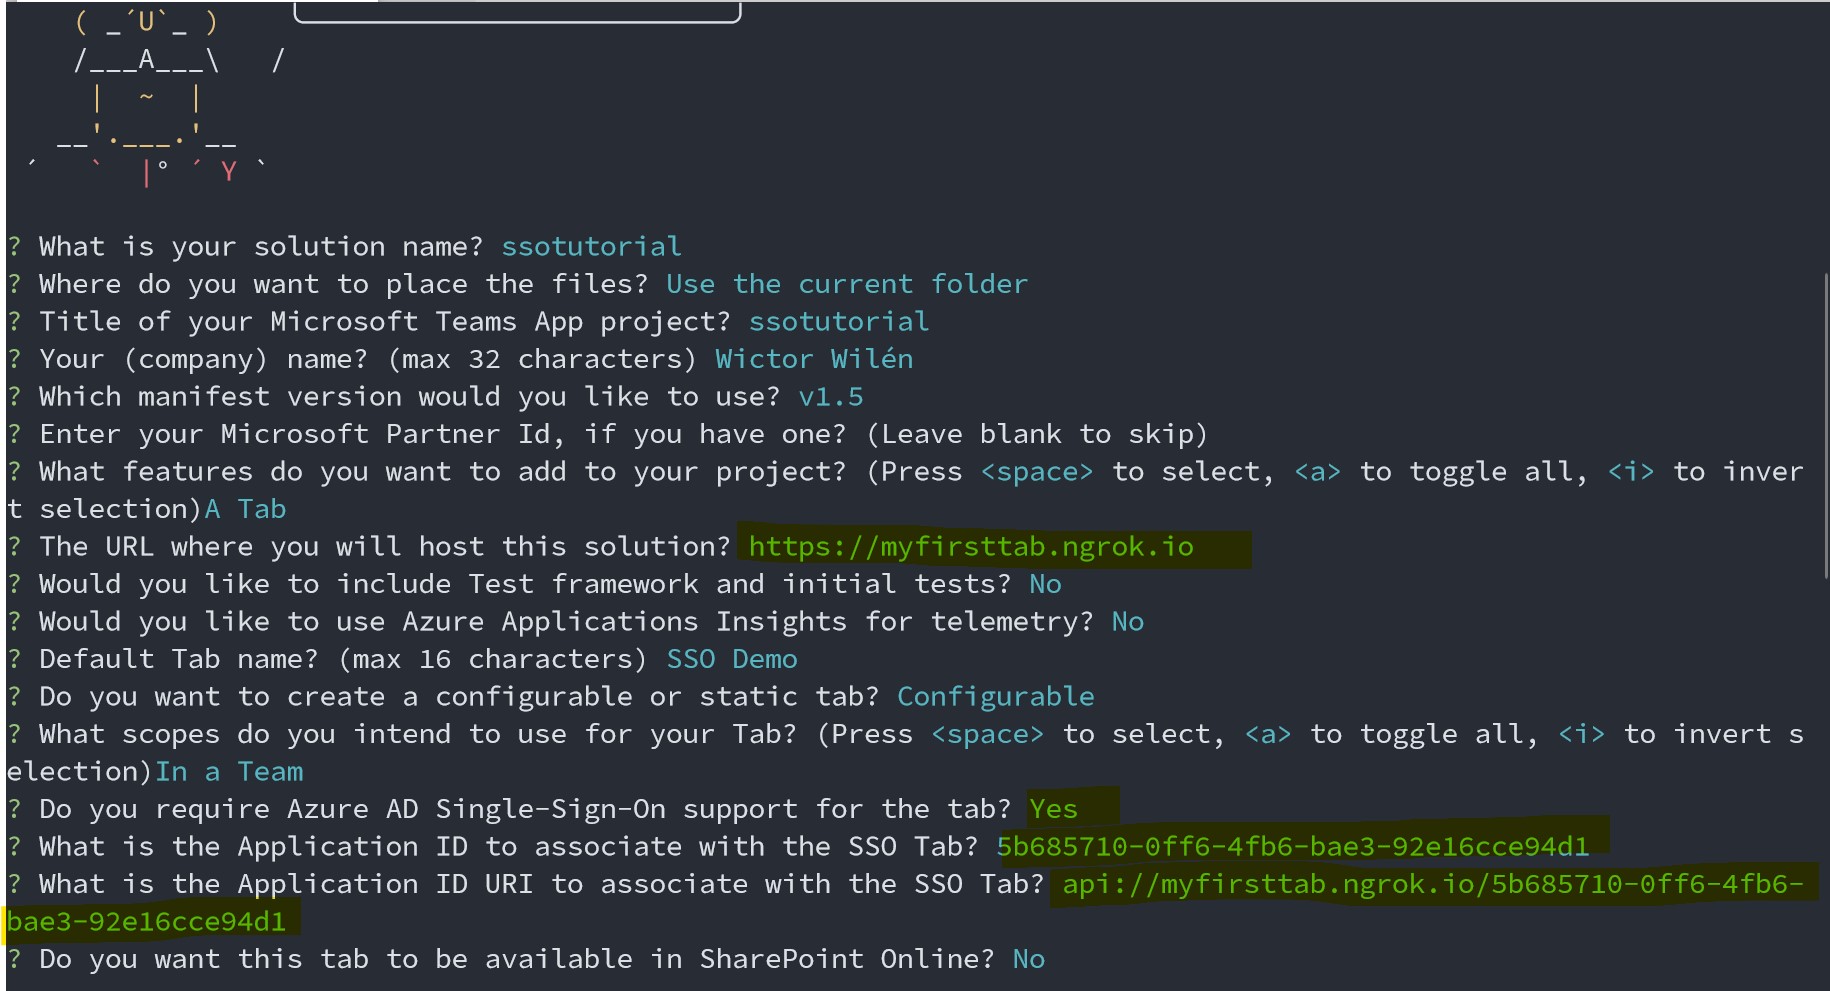 ( _´U`_ )
/___A___\   /
|  ~  |
__'.___.'__
´   `  |° ´ Y `
? What is your solution name? ssotutorial
? Where do you want to place the files? Use the current folder
? Title of your Microsoft Teams App project? ssotutorial
? Your (company) name? (max 32 characters) Wictor Wilén
? Which manifest version would you like to use? v1.5
? Enter your Microsoft Partner Id, if you have one? (Leave blank to skip)
? What features do you want to add to your project? (Press <space> to select, <a> to toggle all, <i> to inver
t selection)A Tab
? The URL where you will host this solution? https://myfirsttab.ngrok.io
? Would you like to include Test framework and initial tests? No
? Would you like to use Azure Applications Insights for telemetry? No
? Default Tab name? (max 16 characters) SSO Demo
? Do you want to create a configurable or static tab? Configurable
? What scopes do you intend to use for your Tab? (Press <space> to select, <a> to toggle all, <i> to invert s
election)In a Team
? Do you require Azure AD Single-Sign-On support for the tab? Yes
? What is the Application ID to associate with the SSO Tab? 5b685710-0ff6-4fb6-bae3-92e16cce94d1
? What is the Application ID URI to associate with the SSO Tab? api://myfirsttab.ngrok.io/5b685710-0ff6-4fb6-
bae3-92e16cce94d1
? Do you want this tab to be available in SharePoint Online? No